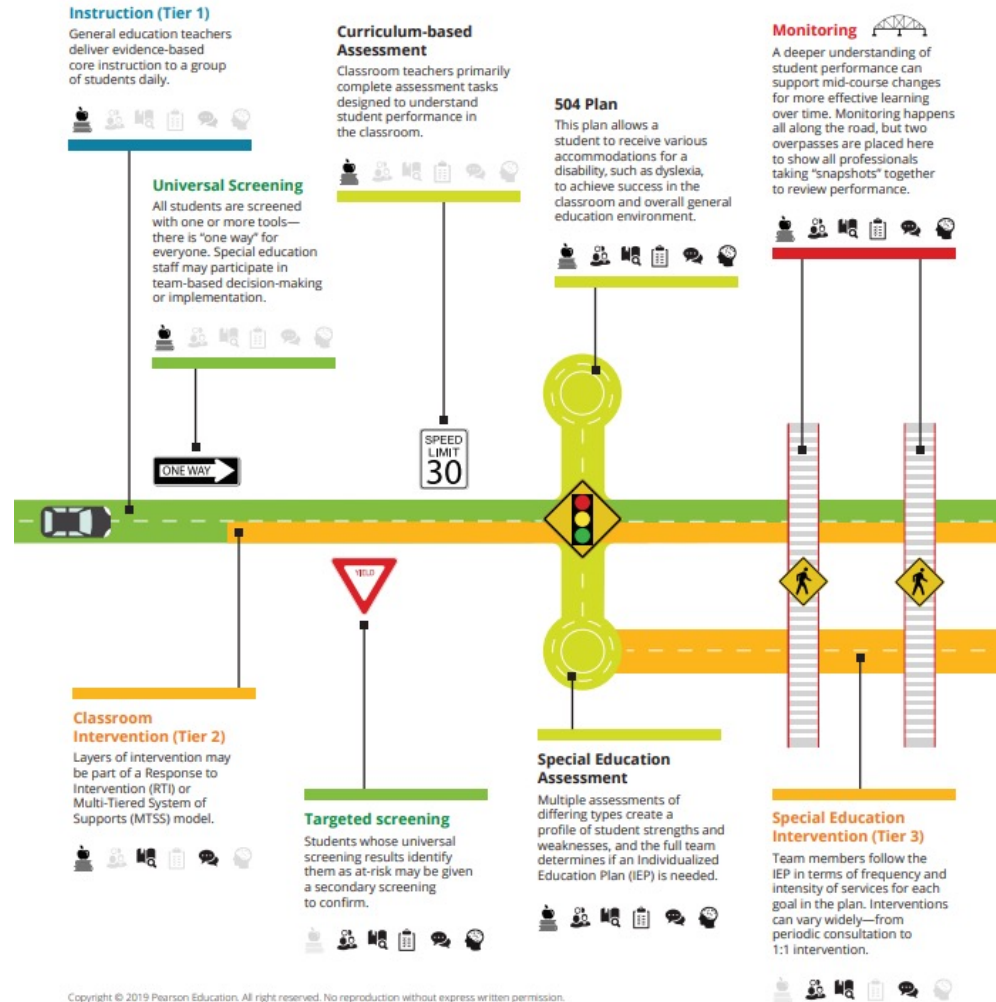 Instruction (Tier 1)
General education teachers
deliver evidence-based
core instruction to a group
of students daily.
Universal Screening
All students are screened
with one or more tools—
there is “one way” for
everyone. Special education
staff may participate in
team-based decision-making
or implementation.
Curriculum-based
Assessment
Classroom teachers primarily
complete assessment tasks
designed to understand
student performance in
the classroom.
504 Plan
This plan allows a
student to receive various
accommodations for a
disability, such as dyslexia,
to achieve success in the
classroom and overall general
education environment.
Monitoring
A deeper understanding of
student performance can
support mid-course changes
for more effective learning
over time. Monitoring happens
all along the road, but two
overpasses are placed here
to show all professionals
taking “snapshots” together
to review performance.
ONE WAY
SPEED
LIMIT
30
YIELD
Classroom
Intervention (Tier 2)
Layers of intervention may
be part of a Response to
Intervention (RTI) or
Multi-Tiered System of
Supports (MTSS) model.
Targeted screening
Students whose universal
screening results identify
them as at-risk may be given
a secondary screening
to confirm.
Special Education
Assessment
Multiple assessments of
differing types create a
profile of student strengths and
weaknesses, and the full team
determines if an Individualized
Education Plan (IEP) is needed.
Special Education
Intervention (Tier 3)
Team members follow the
IEP in terms of frequency and
intensity of services for each
goal in the plan. Interventions
can vary widely—from
periodic consultation to
1:1 intervention.
Copyright © 2019 Pearson Education. All right reserved. No reproduction without express written permission.